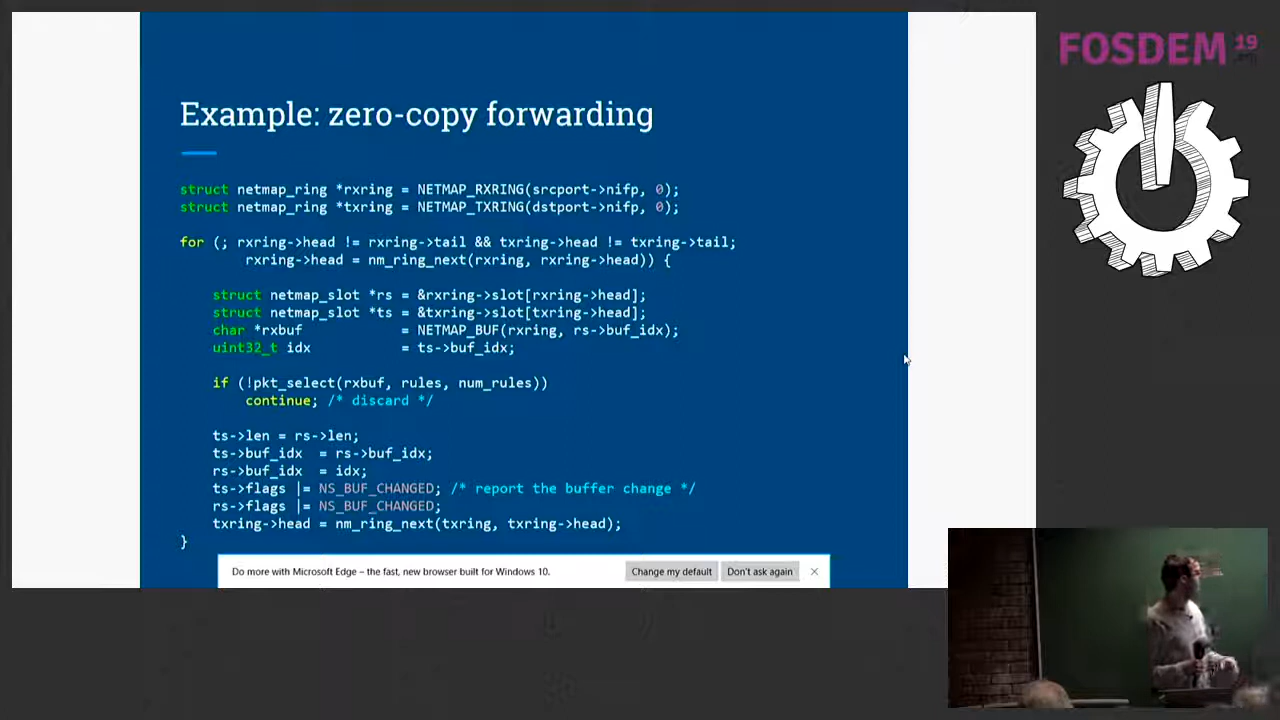 FOSDEM 19
.org
Example: zero-copy forwarding
struct netmap_ring *rxring = NETMAP_RXRING(srcport->nifp, 0);
struct netmap_ring *txring = NETMAP_TXRING(dstport->nifp, 0);
for (; rxring->head != rxring->tail && txring->head != txring->tail;
rxring->head = nm_ring_next(rxring, rxring->head)) {
struct netmap_slot *rs = &rxring->slot[rxring->head];
struct netmap_slot *ts = &txring->slot[txring->head];
char *rxbuf = NETMAP_BUF(rxring, rs->buf_idx);
uint32_t idx = ts->buf_idx;
if (!pkt_select(rxbuf, rules, num_rules))
continue; /* discard */
ts->len = rs->len;
ts->buf_idx = rs->buf_idx;
rs->buf_idx = idx;
ts->flags |= NS_BUF_CHANGED; /* report the buffer change */
rs->flags |= NS_BUF_CHANGED;
txring->head = nm_ring_next(txring, txring->head);
}
Do more with Microsoft Edge – the fast, new browser built for Windows 10.
Change my default
Don't ask again